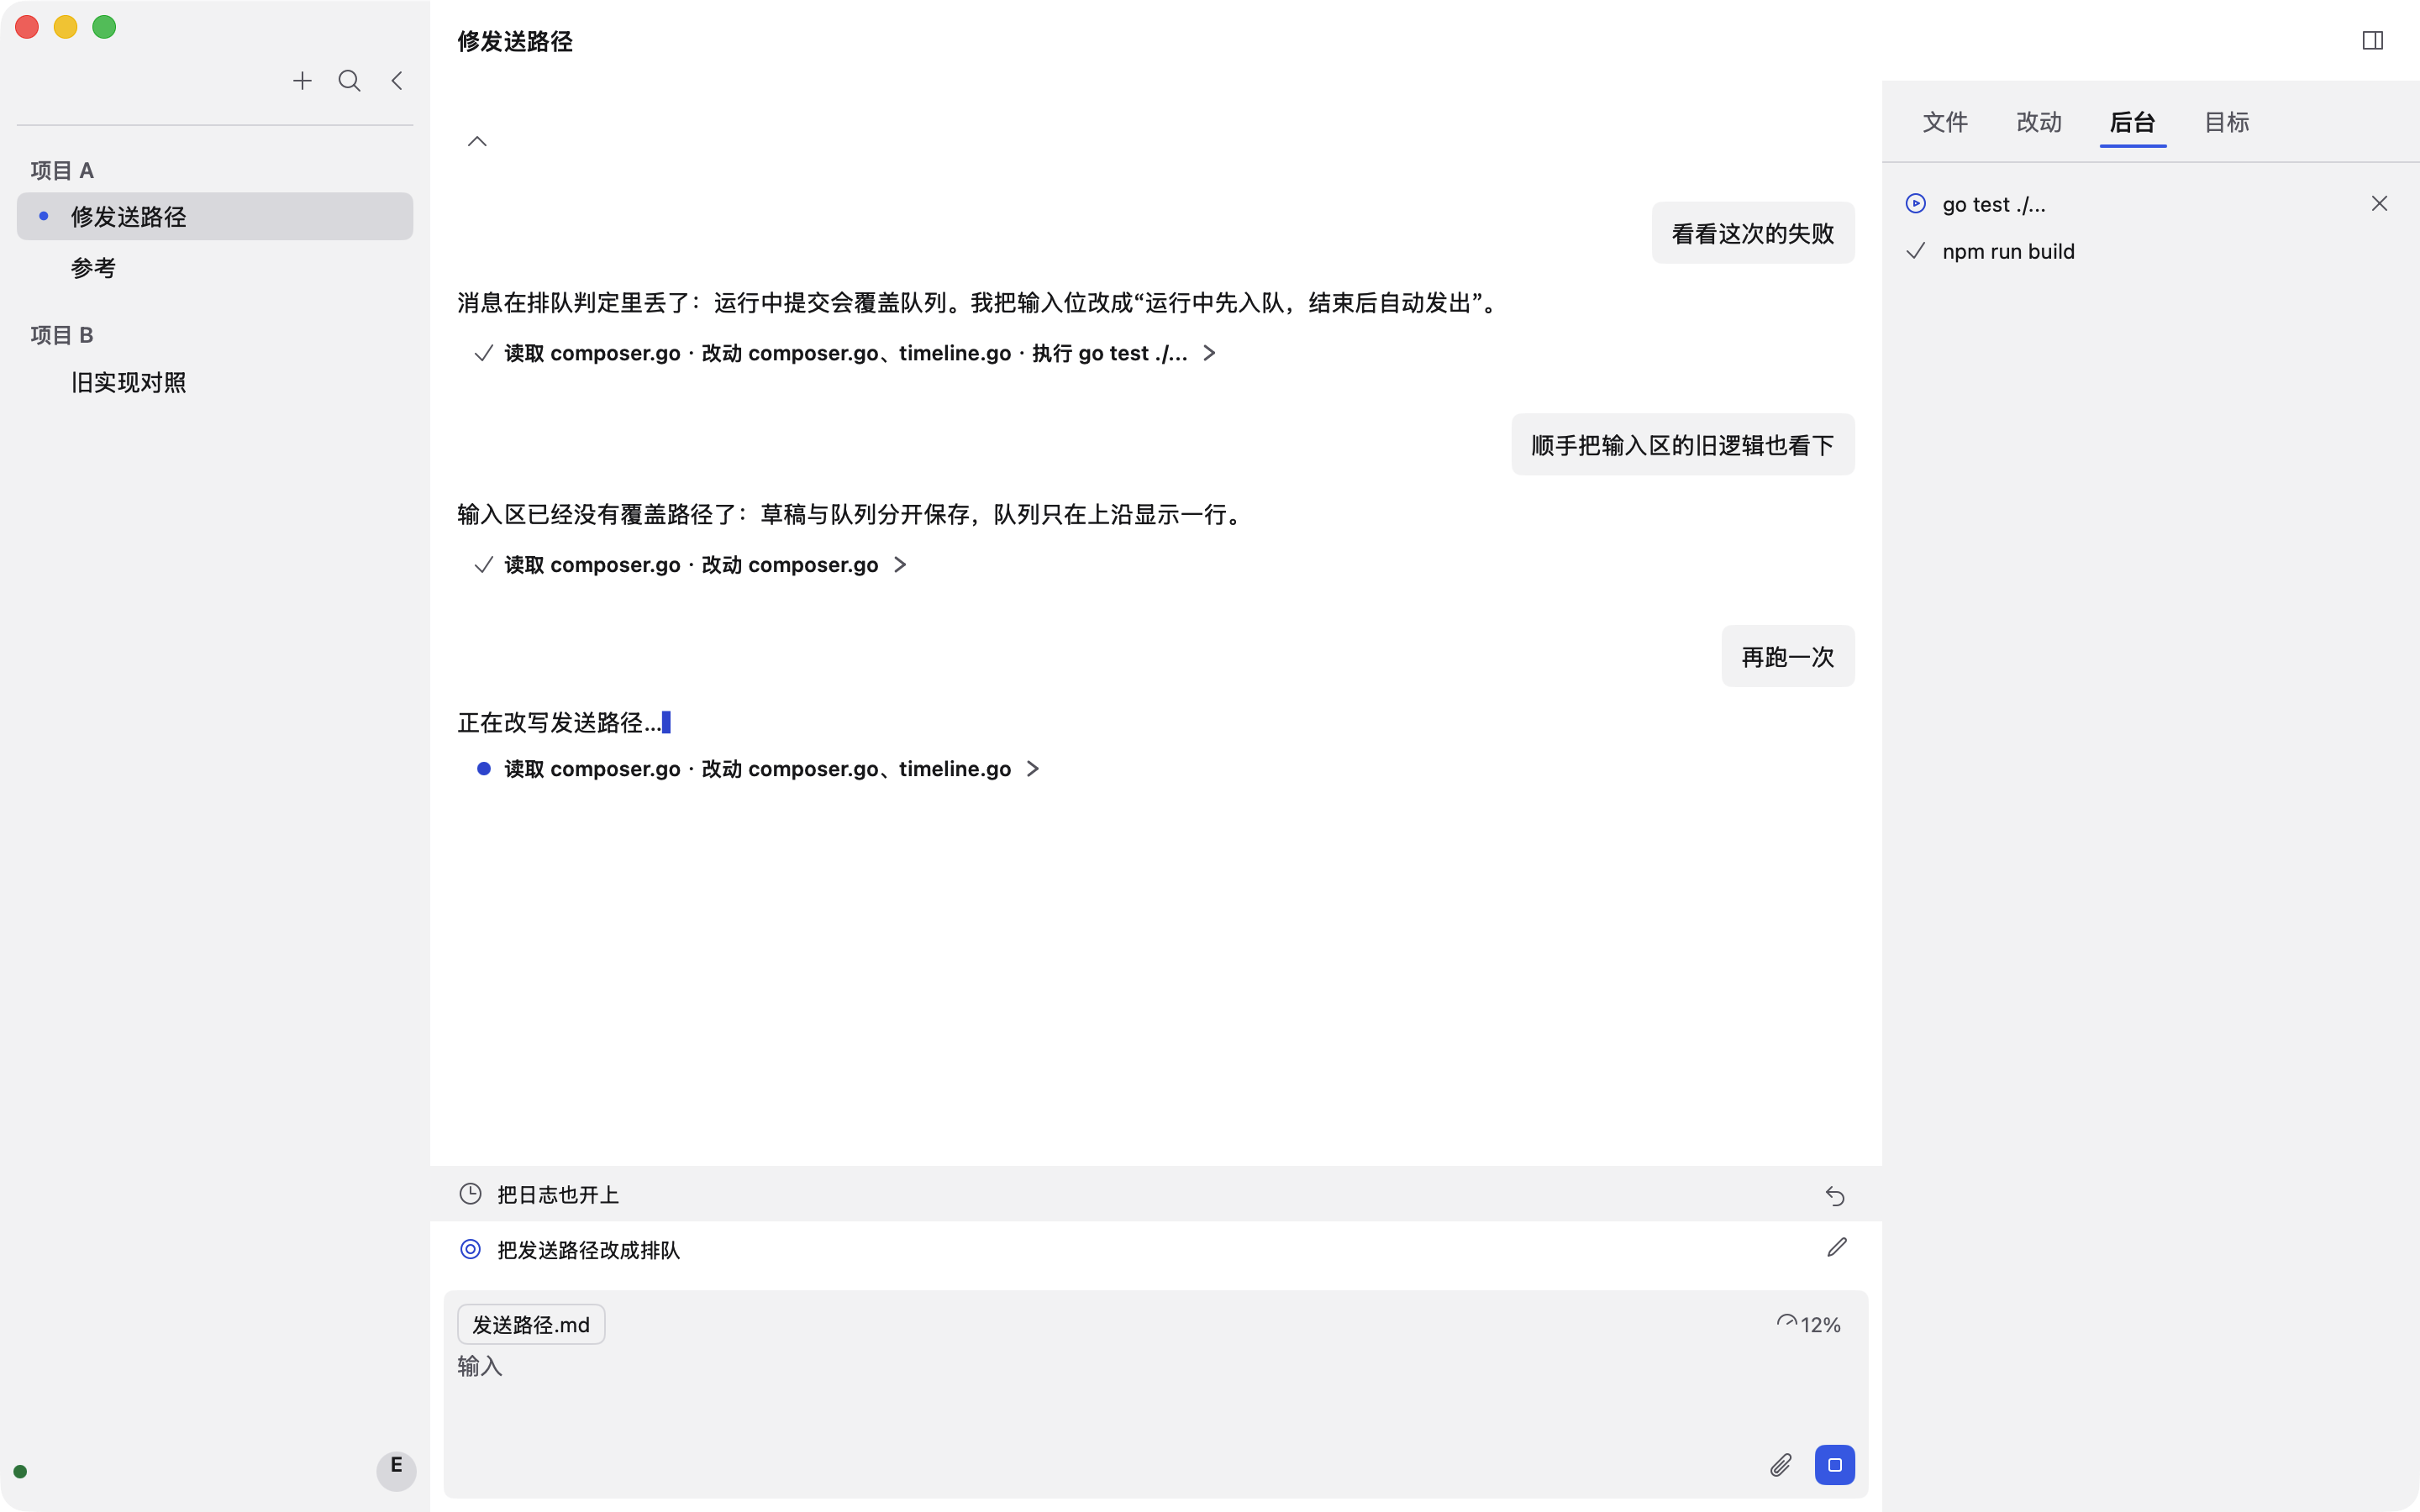 修发送路径
项目 A
修发送路径
参考
项目 B
旧实现对照
E
看看这次的失败
消息在排队判定里丢了：运行中提交会覆盖队列。我把输入位改成“运行中先入队，结束后自动发出”。
读取 composer.go · 改动 composer.go、timeline.go · 执行 go test ./...
顺手把输入区的旧逻辑也看下
输入区已经没有覆盖路径了：草稿与队列分开保存，队列只在上沿显示一行。
读取 composer.go · 改动 composer.go
再跑一次
正在改写发送路径...
读取 composer.go · 改动 composer.go、timeline.go
把日志也开上
把发送路径改成排队
发送路径.md
12%
输入
文件 改动 后台 目标
go test ./...
npm run build